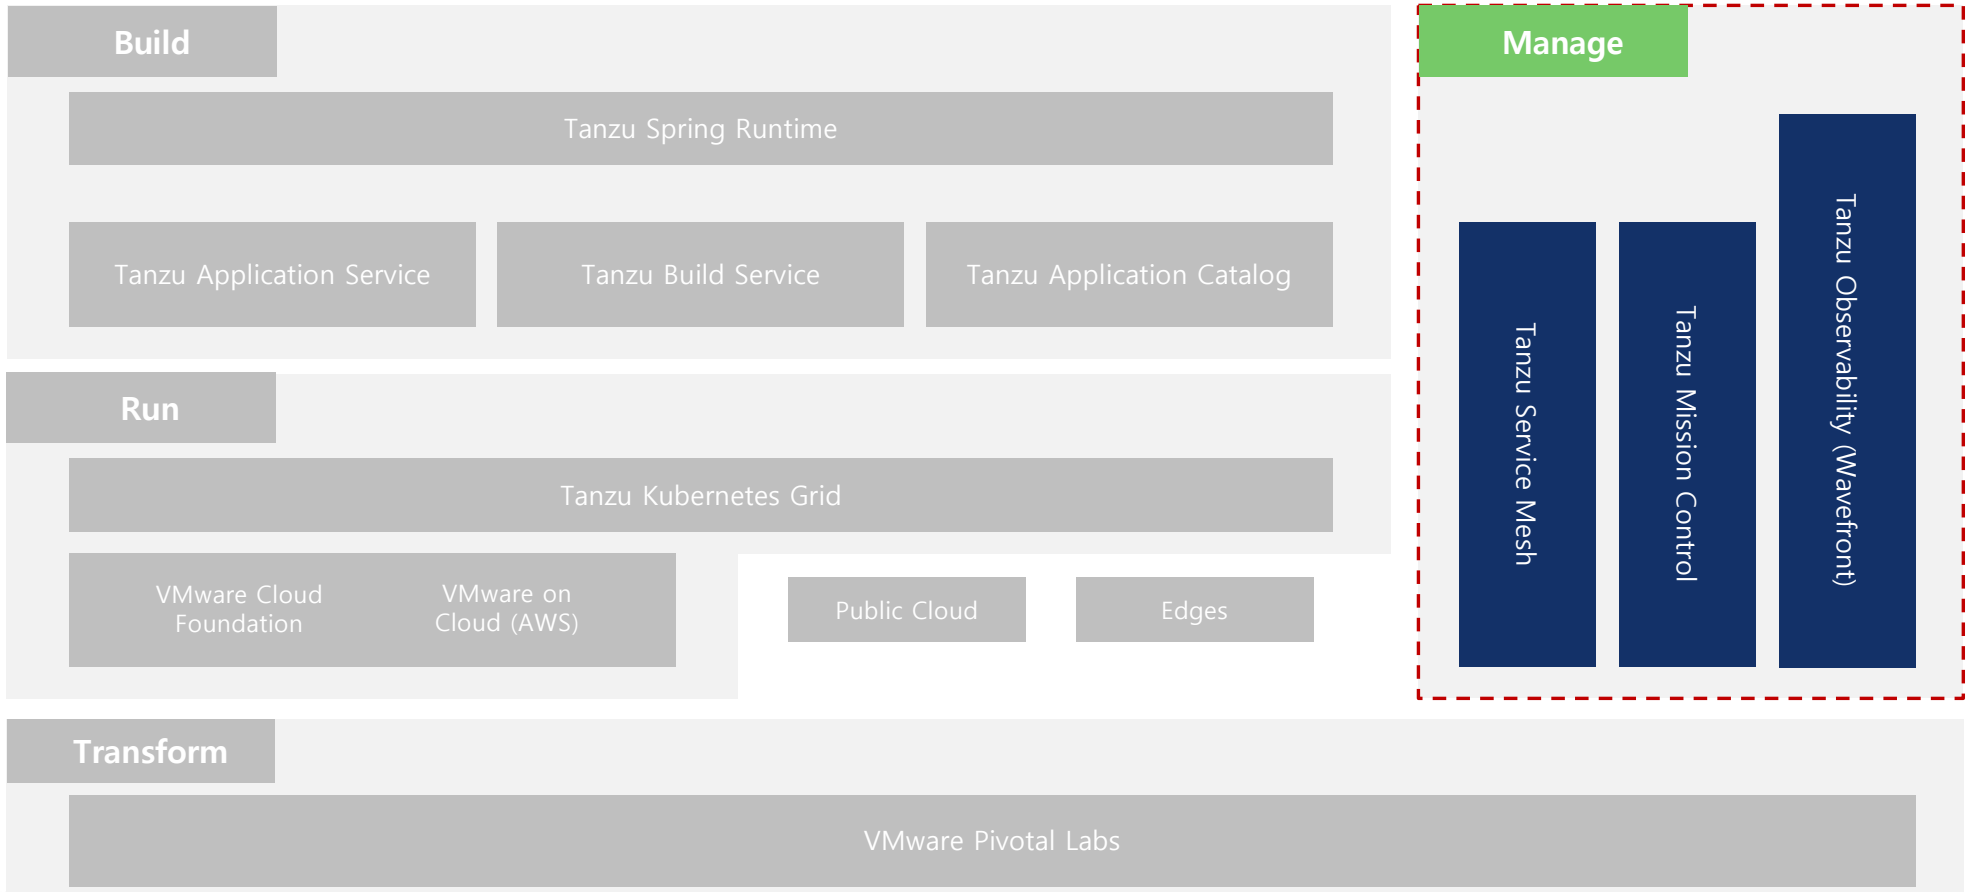 Build
Tanzu Spring Runtime
Tanzu Application Service
Tanzu Build Service
Tanzu Application Catalog
Run
Tanzu Kubernetes Grid
VMware Cloud
Foundation
VMware on
Cloud (AWS)
Public Cloud
Edges
Manage
Tanzu Service Mesh
Tanzu Mission Control
Tanzu Observability (Wavefront)
Transform
VMware Pivotal Labs